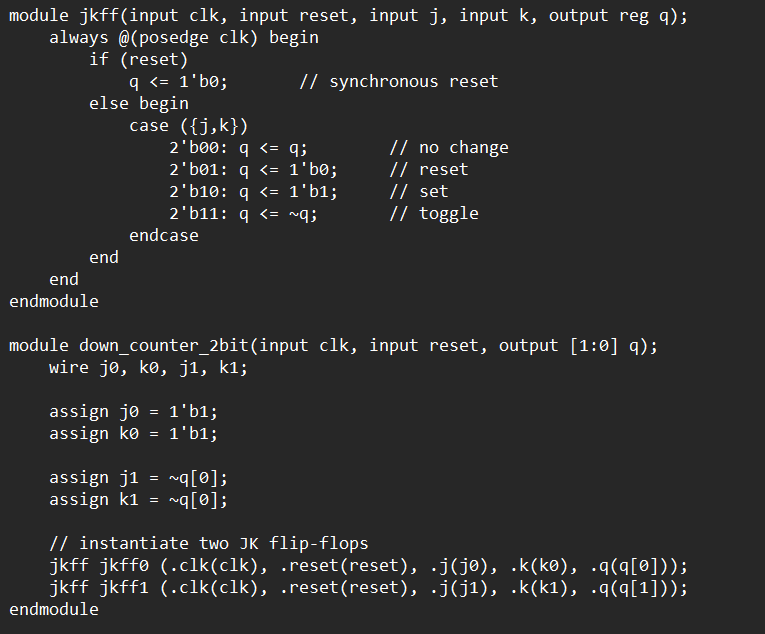 module jkff(input clk, input reset, input j, input k, output reg q);
    always @(posedge clk) begin
        if (reset)
            q <= 1'b0;       // synchronous reset
        else begin
            case ({j,k})
                2'b00: q <= q;        // no change
                2'b01: q <= 1'b0;     // reset
                2'b10: q <= 1'b1;     // set
                2'b11: q <= ~q;       // toggle
            endcase
        end
    end
endmodule

module down_counter_2bit(input clk, input reset, output [1:0] q);
    wire j0, k0, j1, k1;

    assign j0 = 1'b1;
    assign k0 = 1'b1;

    assign j1 = ~q[0];
    assign k1 = ~q[0];

    // instantiate two JK flip-flops
    jkff jkff0 (.clk(clk), .reset(reset), .j(j0), .k(k0), .q(q[0]));
    jkff jkff1 (.clk(clk), .reset(reset), .j(j1), .k(k1), .q(q[1]));
endmodule